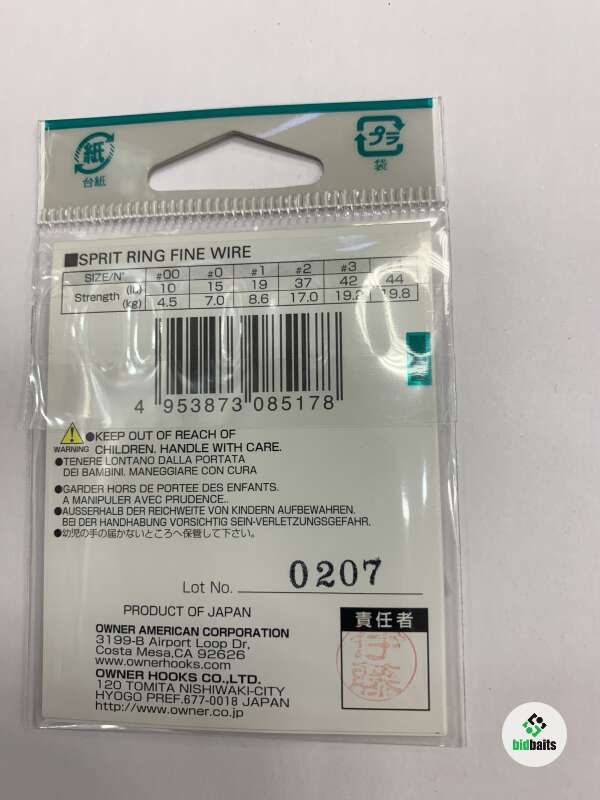 紙
台紙
プラ
袋
■SPRIT RING FINE WIRE
SIZE/N° #00 #0 #1 #2 #3
Strength (lb.) 10 15 19 37 42 44
(kg) 4.5 7.0 8.6 17.0 19.2 19.8
4 953873 085178
WARNING ●KEEP OUT OF REACH OF
CHILDREN. HANDLE WITH CARE.
●TENERE LONTANO DALLA PORTATA
DEI BAMBINI. MANEGGIARE CON CURA
●GARDER HORS DE PORTEE DES ENFANTS.
A MANIPULER AVEC PRUDENCE..
●AUSSERHALB DER REICHWEITE VON KINDERN AUFBEWAHREN.
BEI DER HANDHABUNG VORSICHTIG SEIN-VERLETZUNGSGEFAHR.
●幼児の手の届かないところへ保管して下さい。
Lot No. 0207
PRODUCT OF JAPAN
責任者
OWNER AMERICAN CORPORATION
3199-B Airport Loop Dr.
Costa Mesa,CA 92626
www.ownerhooks.com
OWNER HOOKS CO.,LTD.
120 TOMITA NISHIWAKI-CITY
HYOGO PREF.677-0018 JAPAN
http://www.owner.co.jp
bidbaits